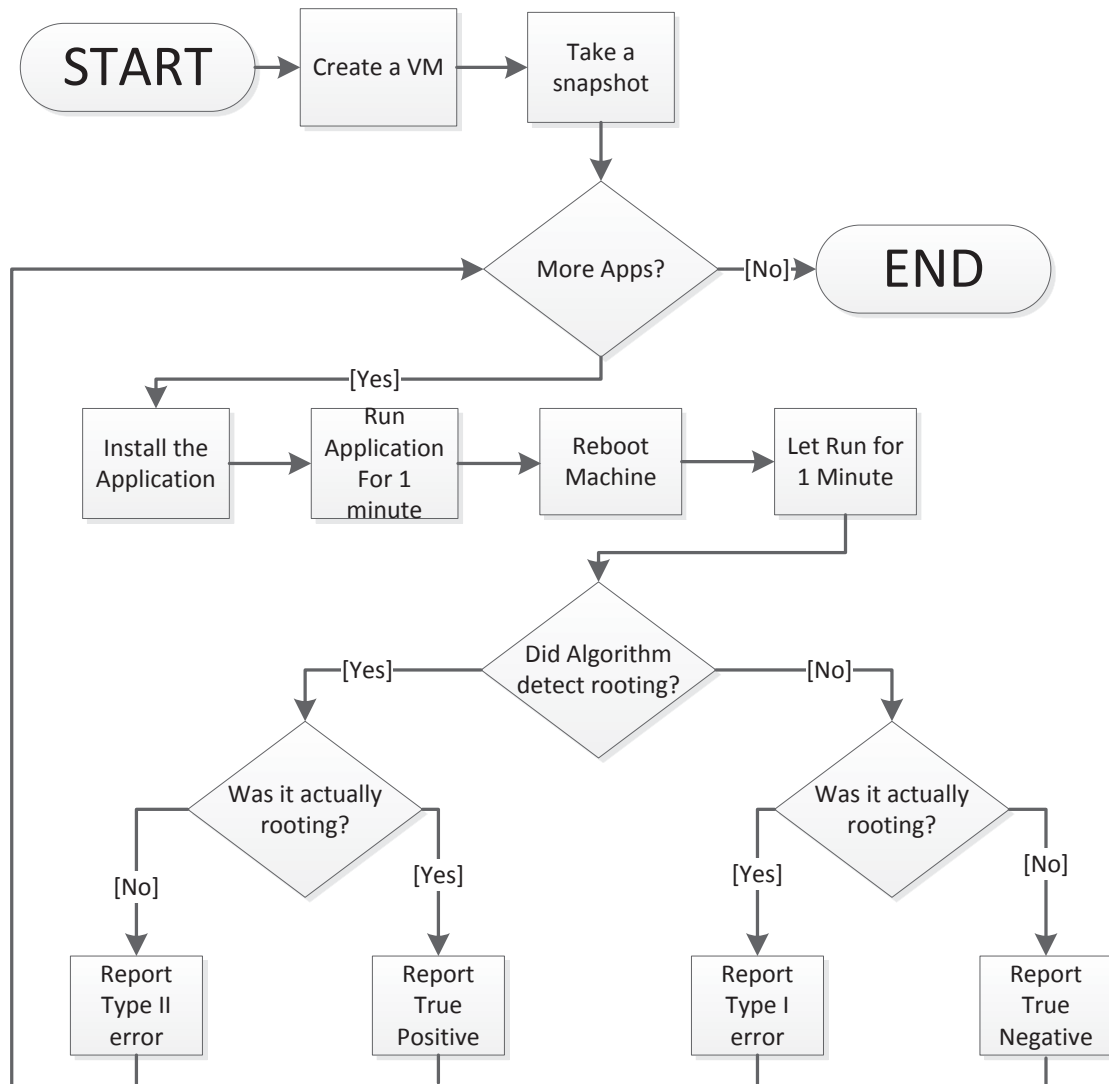 START
Create a VM
Take a
snapshot
More Apps?
[No]
END
[Yes]
Install the
Application
Run
Application
For 1
minute
Reboot
Machine
Let Run for
1 Minute
Did Algorithm
detect rooting?
[Yes]
[No]
Was it actually
rooting?
Was it actually
rooting?
[No]
[Yes]
[Yes]
[No]
Report
Type II
error
Report
True
Positive
Report
Type I
error
Report
True
Negative